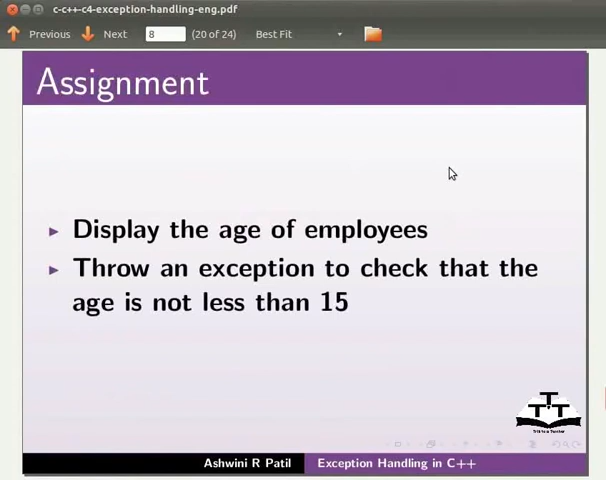 c-c++-c4-exception-handling-eng.pdf
Previous Next 8 (20 of 24) Best Fit
Assignment
Display the age of employees
Throw an exception to check that the
age is not less than 15
Ashwini R Patil Exception Handling in C++